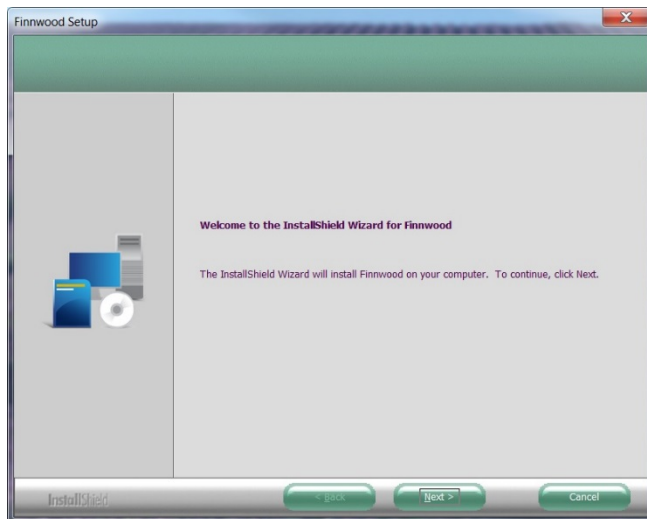 Finnwood Setup
Welcome to the InstallShield Wizard for Finnwood
The InstallShield Wizard will install Finnwood on your computer. To continue, click Next.
InstallShield
< Back
Next >
Cancel